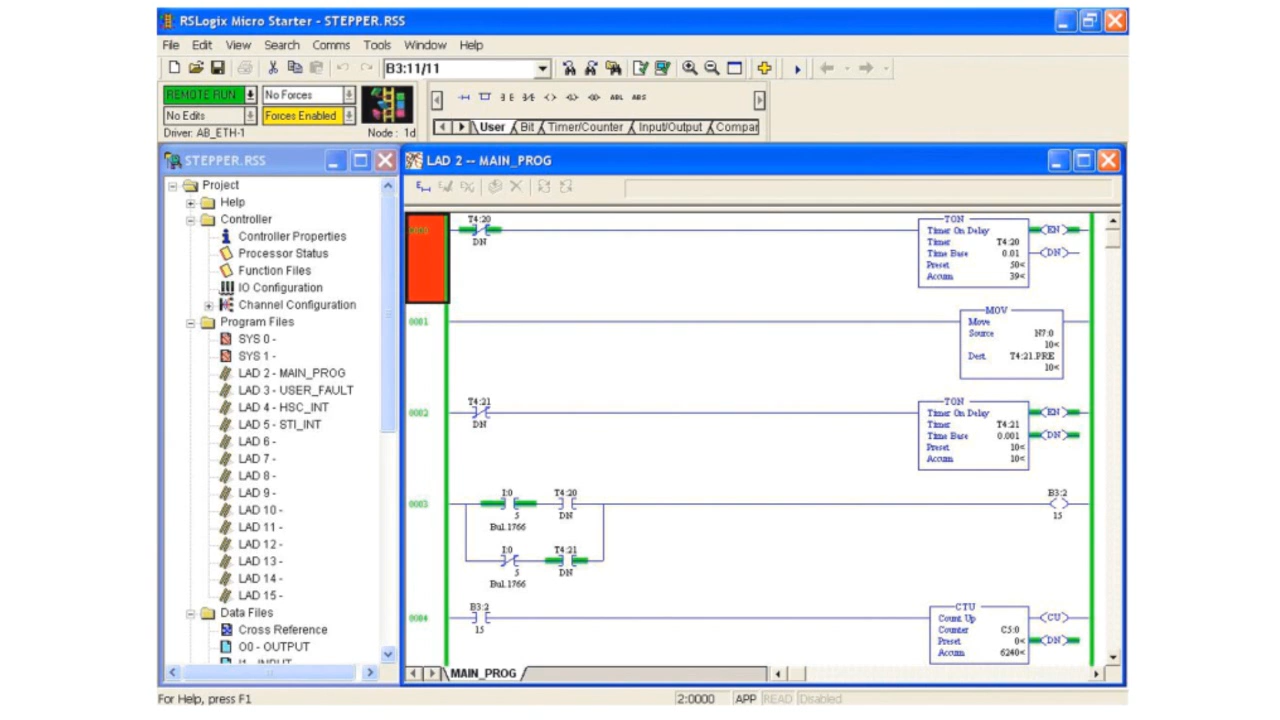 RSLogix Micro Starter - STEPPER.RSS
File Edit View Search Comms Tools Window Help
B3:11/11
REMOTE RUN
No Forces
No Edits
Forces Enabled
Driver: AB_ETH-1
Node : 1d
ABL ABS
User Bit Timer/Counter Input/Output Compar
STEPPER.RSS
Project
Help
Controller
Controller Properties
Processor Status
Function Files
IO Configuration
Channel Configuration
Program Files
SYS 0 -
SYS 1 -
LAD 2 - MAIN_PROG
LAD 3 - USER_FAULT
LAD 4 - HSC_INT
LAD 5 - STI_INT
LAD 6 -
LAD 7 -
LAD 8 -
LAD 9 -
LAD 10 -
LAD 11 -
LAD 12 -
LAD 13 -
LAD 14 -
LAD 15 -
Data Files
Cross Reference
O0 - OUTPUT
I1 - INPUT
LAD 2 -- MAIN_PROG
0000
T4:20
DN
TON
Timer On Delay
Timer T4:20
Time Base 0.01
Preset 50<
Accum 39<
EN
DN
0001
MOV
Move
Source N7:0
10<
Dest T4:21.PRE
10<
0002
T4:21
DN
TON
Timer On Delay
Timer T4:21
Time Base 0.001
Preset 10<
Accum 10<
EN
DN
0003
I:0 T4:20 B3:2
5 DN 15
Bul.1766
I:0 T4:21
5 DN
Bul.1766
0004
B3:2
15
CTU
Count Up
Counter C5:0
Preset 0<
Accum 6240<
CU
DN
MAIN_PROG
For Help, press F1
2:0000 APP READ Disabled